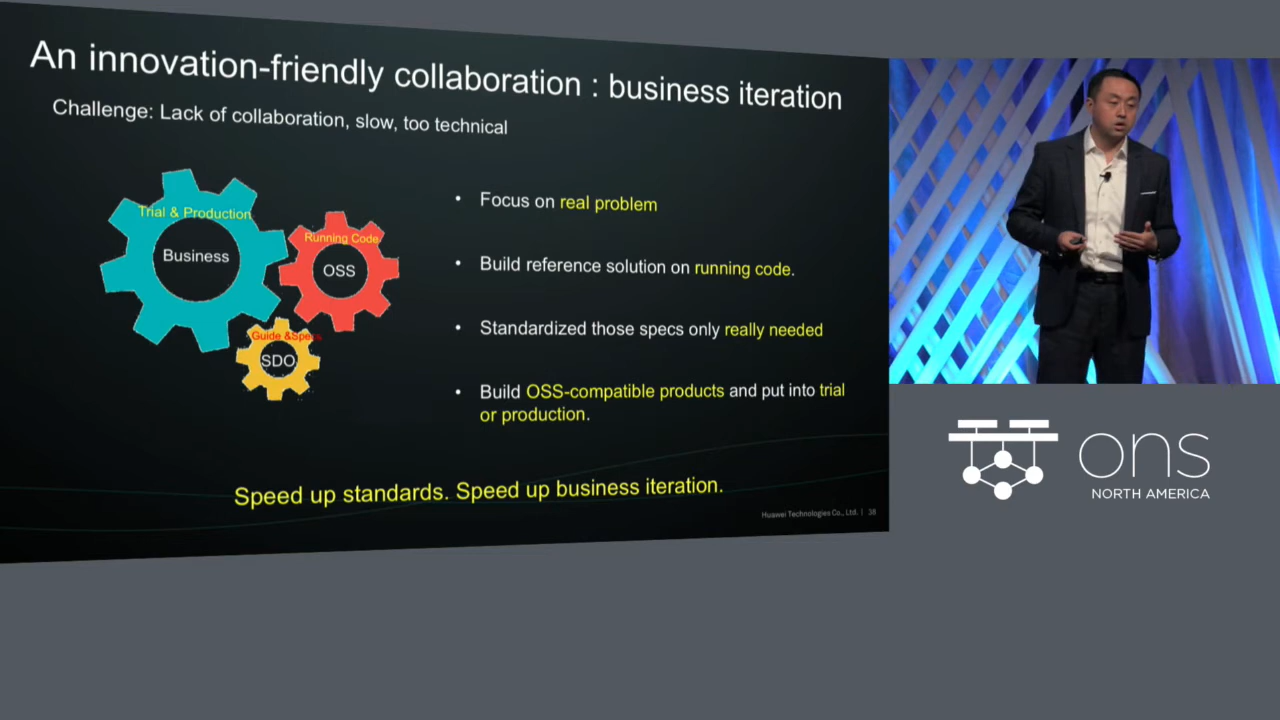 An innovation-friendly collaboration : business iteration
Challenge: Lack of collaboration, slow, too technical
Trial & Production
Business
Running Code
OSS
Guide &Specs
SDO
• Focus on real problem
• Build reference solution on running code.
• Standardized those specs only really needed
• Build OSS-compatible products and put into trial
or production.
Speed up standards. Speed up business iteration.
Huawei Technologies Co., Ltd. | 38
ons
NORTH AMERICA